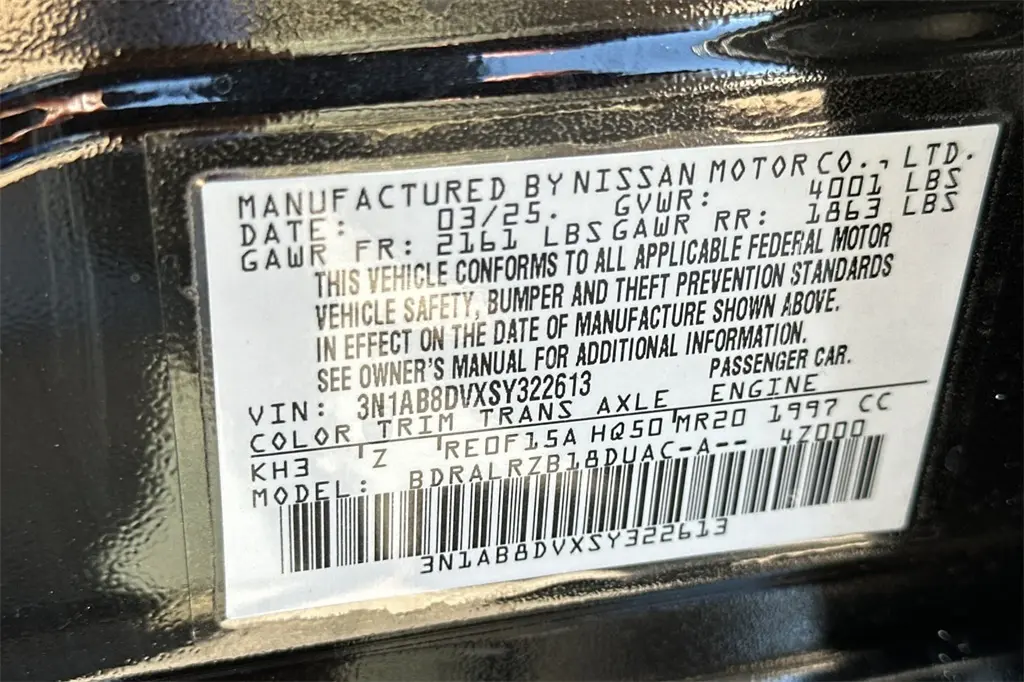 MANUFACTURED BY NISSAN MOTOR CO., LTD.
DATE: 03/25. GVWR: 4001 LBS
GAWR FR: 2161 LBS GAWR RR: 1863 LBS
THIS VEHICLE CONFORMS TO ALL APPLICABLE FEDERAL MOTOR
VEHICLE SAFETY, BUMPER AND THEFT PREVENTION STANDARDS
IN EFFECT ON THE DATE OF MANUFACTURE SHOWN ABOVE.
SEE OWNER'S MANUAL FOR ADDITIONAL INFORMATION.
VIN: 3N1AB8DVXSY322613 PASSENGER CAR.
COLOR TRIM TRANS AXLE ENGINE
KH3 Z RE0F15A HQ50 MR20 1997 CC
MODEL: BDRALRZB18DUAC-A-- 47000
3N1AB8DVXSY322613